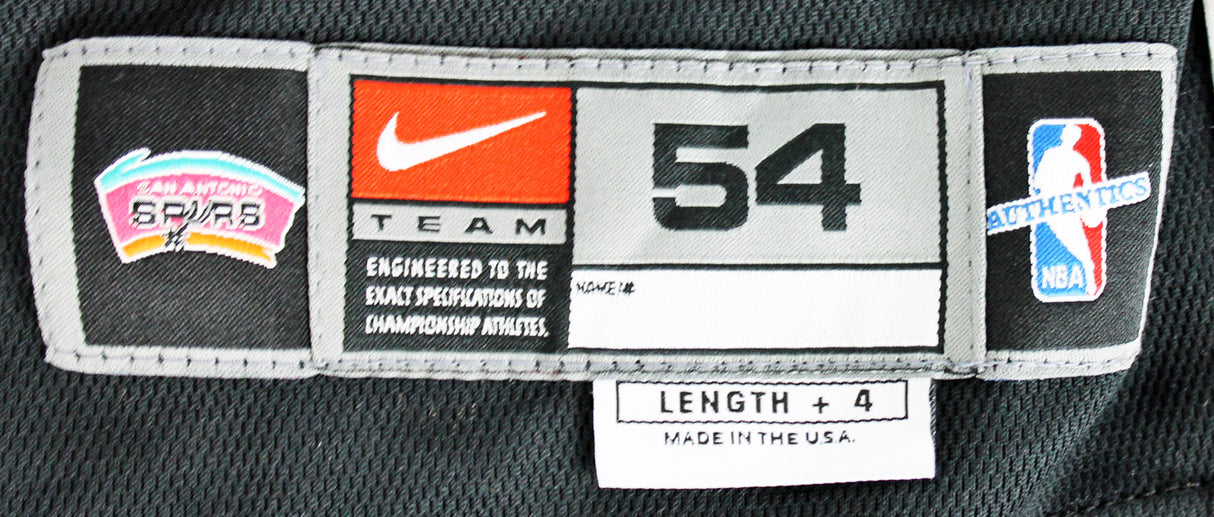 SAN ANTONIO
SPURS
TEAM
ENGINEERED TO THE
EXACT SPECIFICATIONS OF
CHAMPIONSHIP ATHLETES.
54
NAME/#
LENGTH + 4
MADE IN THE U.S.A.
AUTHENTICS
NBA